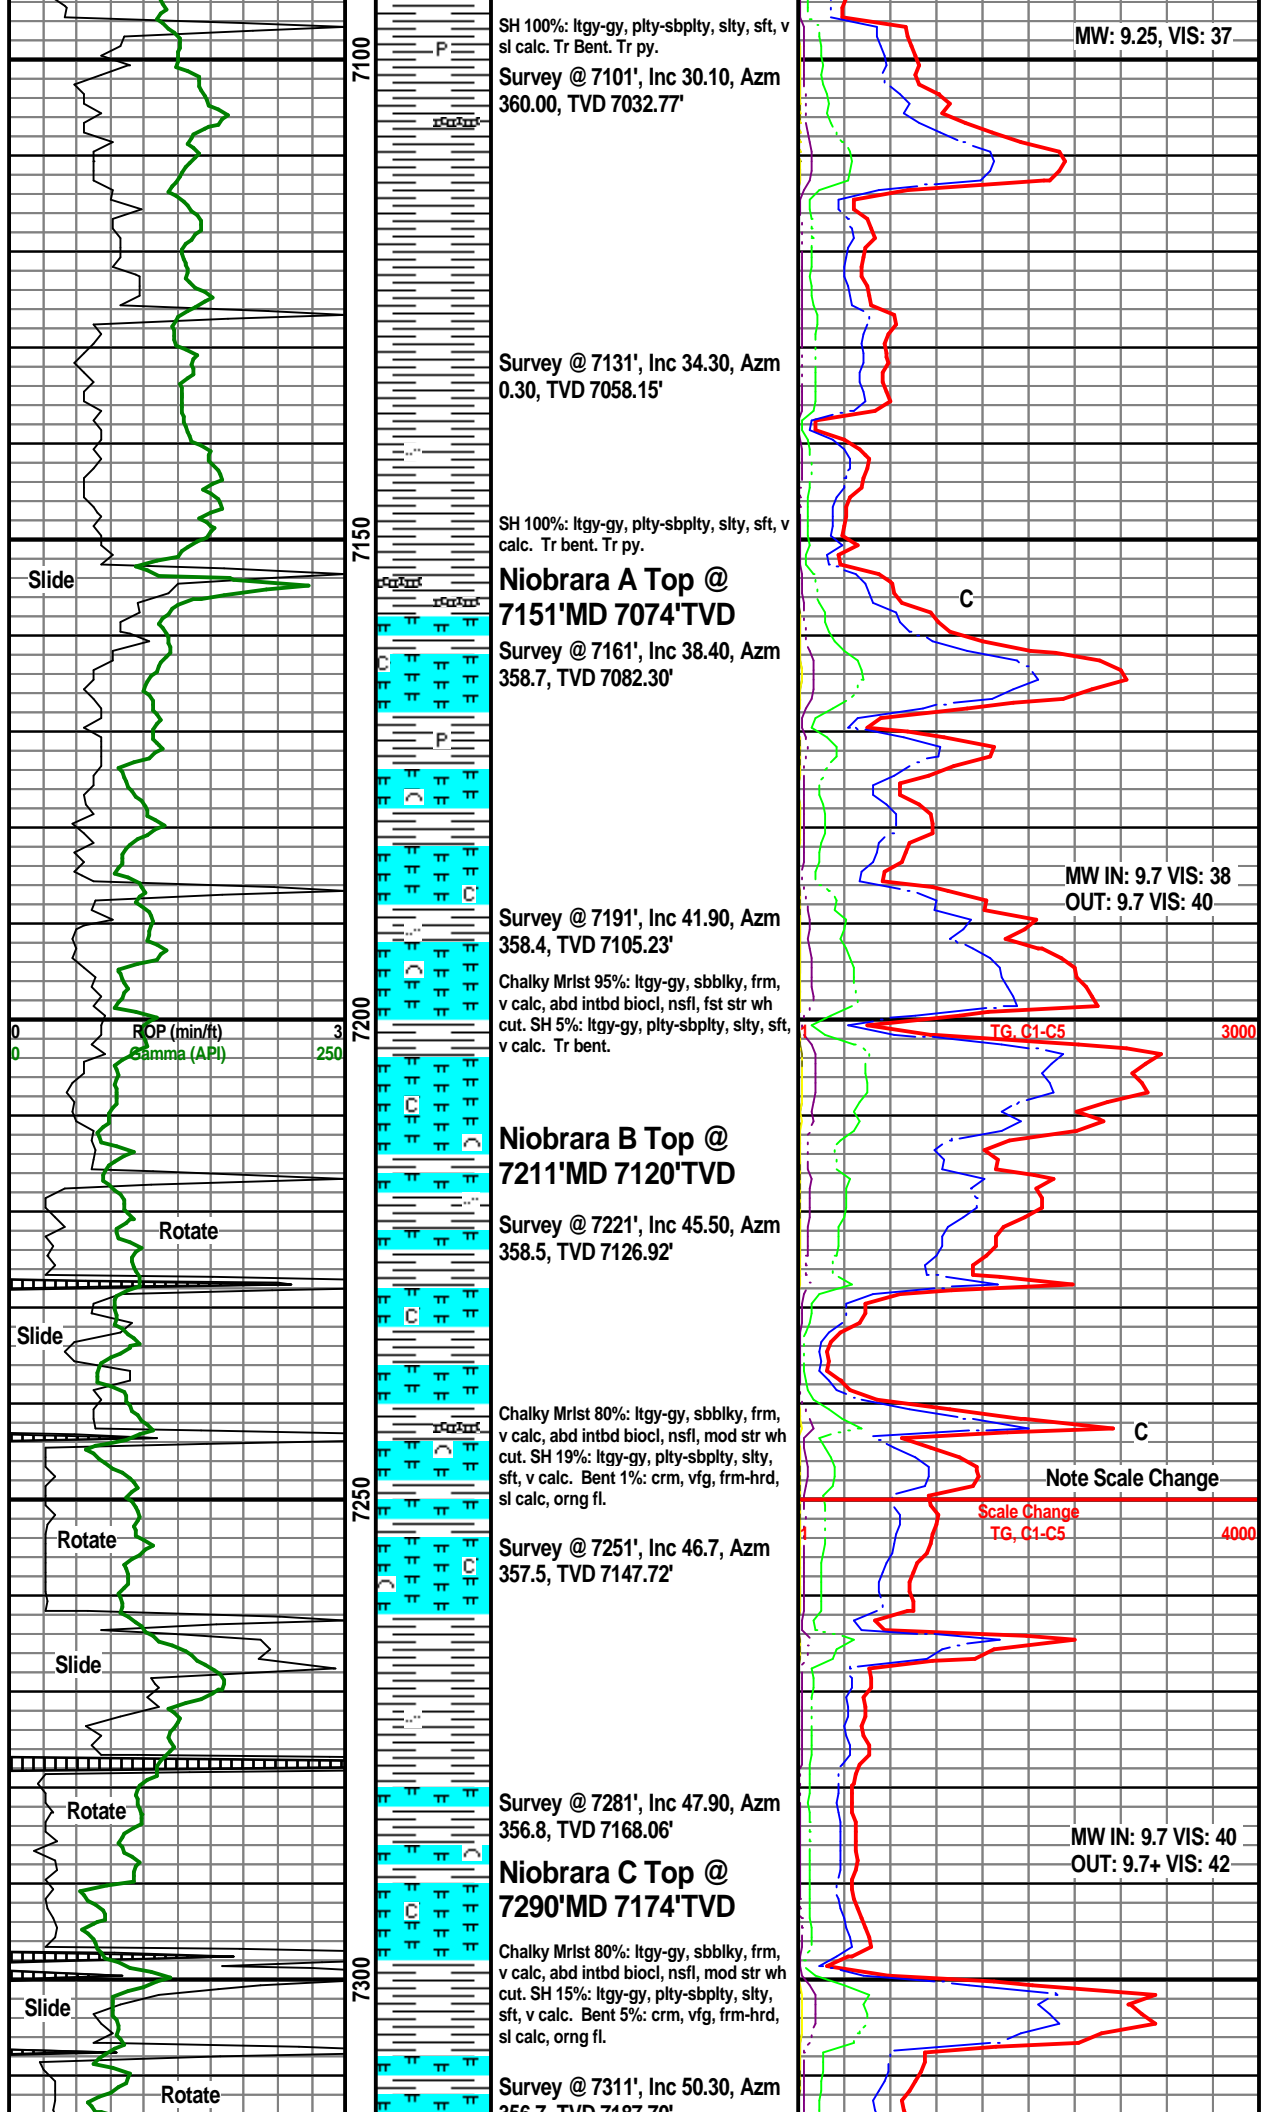 SH 100%: ltgy-gy, plty-sbplty, slty, sft, v
sl calc. Tr Bent. Tr py.
MW: 9.25, VIS: 37
7100
P
Survey @ 7101', Inc 30.10, Azm
360.00, TVD 7032.77'
Survey @ 7131', Inc 34.30, Azm
0.30, TVD 7058.15'
7150
SH 100%: ltgy-gy, plty-sbplty, slty, sft, v
calc.  Tr bent. Tr py.
Slide
Niobrara A Top @
7151'MD 7074'TVD
C
Survey @ 7161', Inc 38.40, Azm
358.7, TVD 7082.30'
C
P
MW IN: 9.7 VIS: 38
OUT: 9.7 VIS: 40
C
Survey @ 7191', Inc 41.90, Azm
358.4, TVD 7105.23'
Chalky Mrlst 95%: ltgy-gy, sbblky, frm,
v calc, abd intbd biocl, nsfl, fst str wh
cut. SH 5%: ltgy-gy, plty-sbplty, slty, sft,
v calc.  Tr bent.
7200
0 ROP (min/ft) 3
0 Gamma (API) 250
1 TG, C1-C5 3000
C
Niobrara B Top @
7211'MD 7120'TVD
Rotate
Survey @ 7221', Inc 45.50, Azm
358.5, TVD 7126.92'
C
Slide
Chalky Mrlst 80%: ltgy-gy, sbblky, frm,
v calc, abd intbd biocl, nsfl, mod str wh
cut. SH 19%: ltgy-gy, plty-sbplty, slty,
sft, v calc.  Bent 1%: crm, vfg, frm-hrd,
sl calc, orng fl.
C
Note Scale Change
7250
Scale Change
1 TG, C1-C5 4000
Rotate
Survey @ 7251', Inc 46.7, Azm
357.5, TVD 7147.72'
C
Slide
Rotate
Survey @ 7281', Inc 47.90, Azm
356.8, TVD 7168.06'
MW IN: 9.7 VIS: 40
OUT: 9.7+ VIS: 42
Niobrara C Top @
7290'MD 7174'TVD
C
Chalky Mrlst 80%: ltgy-gy, sbblky, frm,
v calc, abd intbd biocl, nsfl, mod str wh
cut. SH 15%: ltgy-gy, plty-sbplty, slty,
sft, v calc.  Bent 5%: crm, vfg, frm-hrd,
sl calc, orng fl.
7300
Slide
Rotate
Survey @ 7311', Inc 50.30, Azm
356.7, TVD 7187.70'